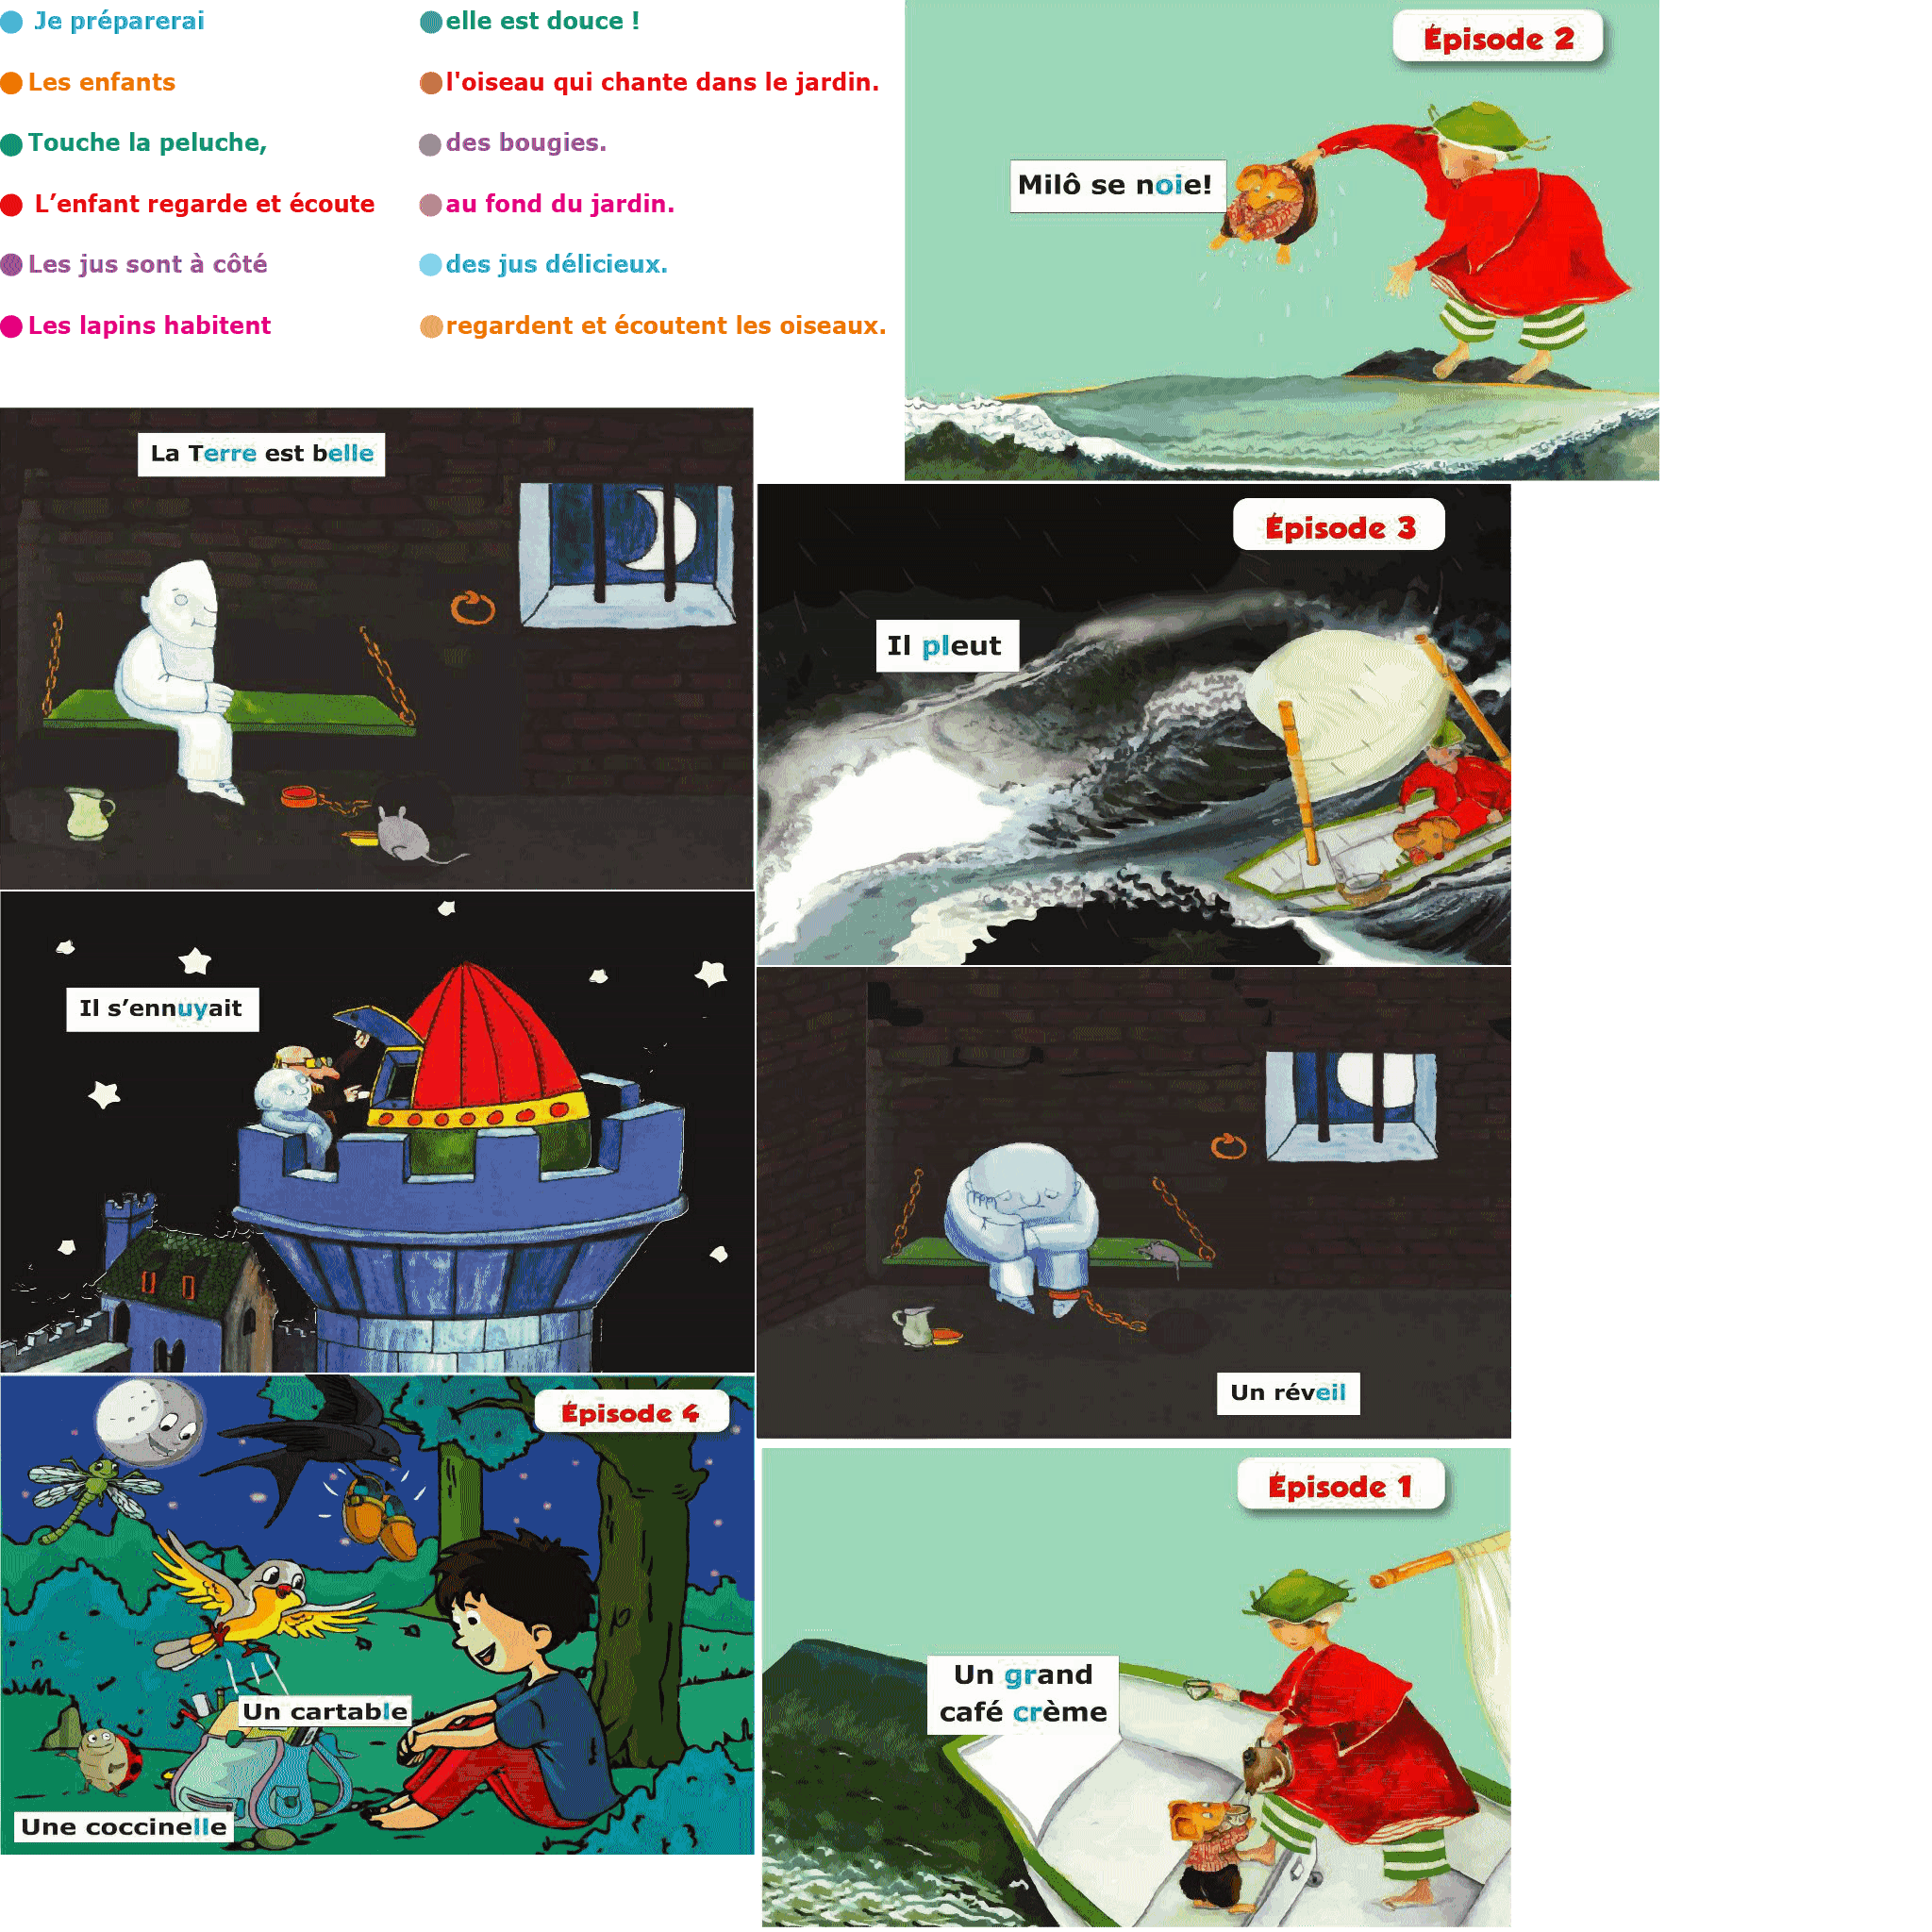 Je préparerai
Les enfants
Touche la peluche,
L’enfant regarde et écoute
Les jus sont à côté
Les lapins habitent
elle est douce !
l'oiseau qui chante dans le jardin.
des bougies.
au fond du jardin.
des jus délicieux.
regardent et écoutent les oiseaux.
Épisode 2
Milô se noie!
La Terre est belle
Épisode 3
Il pleut
Il s’ennuyait
Un réveil
Épisode 4
Un cartable
Une coccinelle
Épisode 1
Un grand
café crème